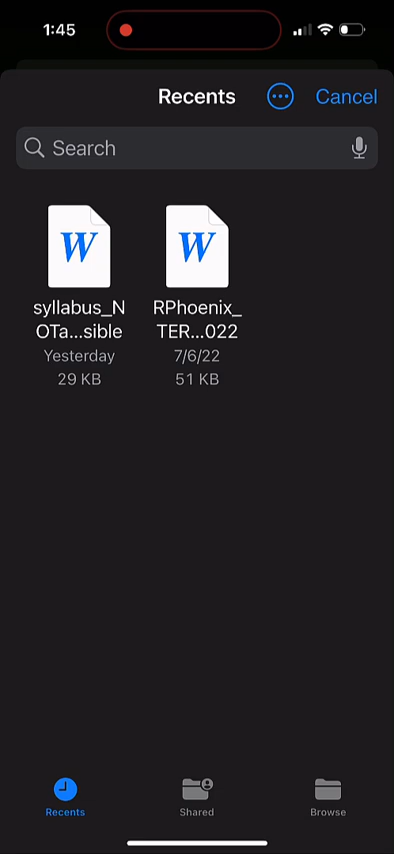 1:45
Recents
Cancel
Search
W
W
syllabus_N
OTa...sible
Yesterday
29 KB
RPhoenix_
TER...022
7/6/22
51 KB
Recents
Shared
Browse